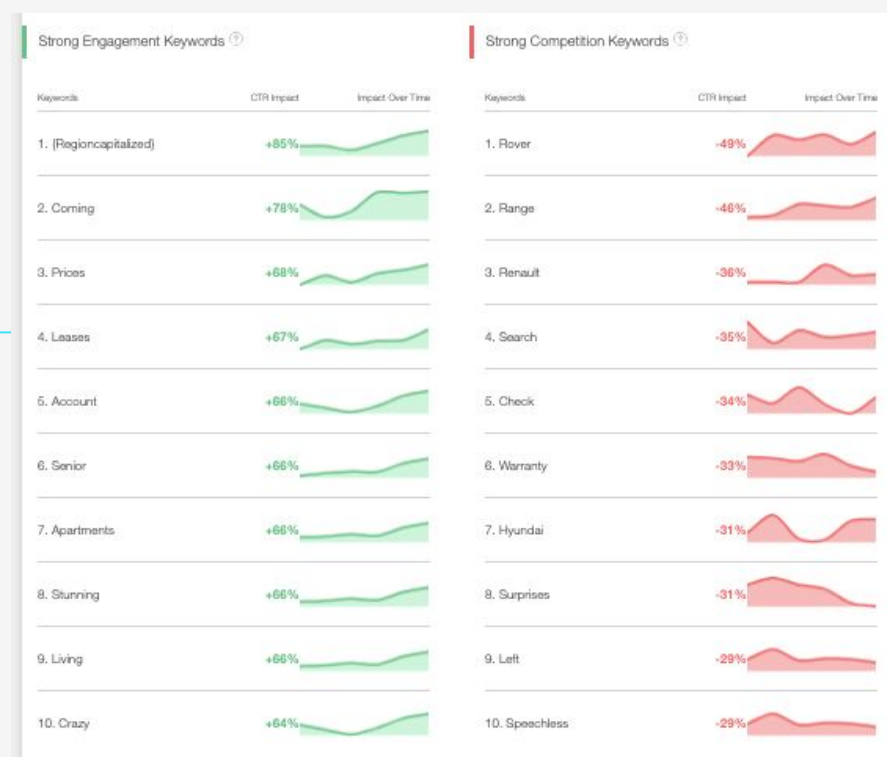 Strong Engagement Keywords ?
Keywords CTR Impact Impact Over Time
1. {Regioncapitalized} +85%
2. Coming +78%
3. Prices +68%
4. Leases +67%
5. Account +66%
6. Senior +66%
7. Apartments +66%
8. Stunning +66%
9. Living +66%
10. Crazy +64%
Strong Competition Keywords ?
Keywords CTR Impact Impact Over Time
1. Rover -49%
2. Range -46%
3. Renault -36%
4. Search -35%
5. Check -34%
6. Warranty -33%
7. Hyundai -31%
8. Surprises -31%
9. Left -29%
10. Speechless -29%